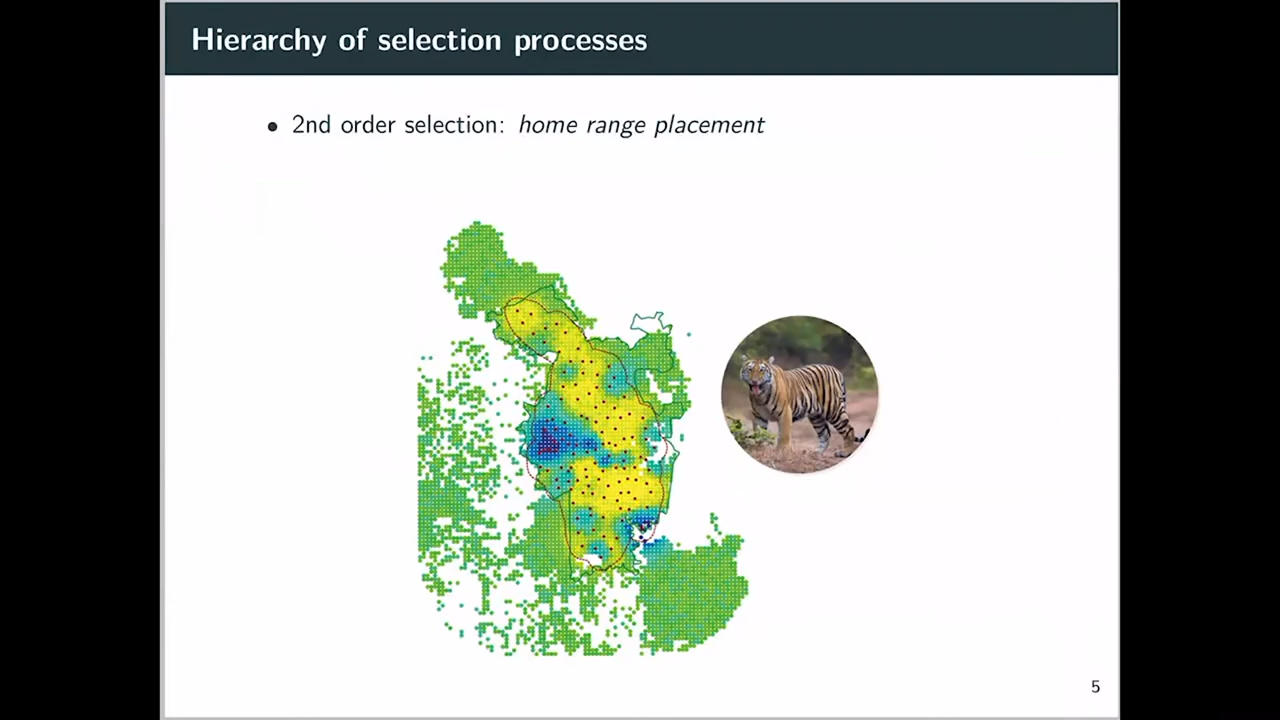 Hierarchy of selection processes
• 2nd order selection: home range placement
5